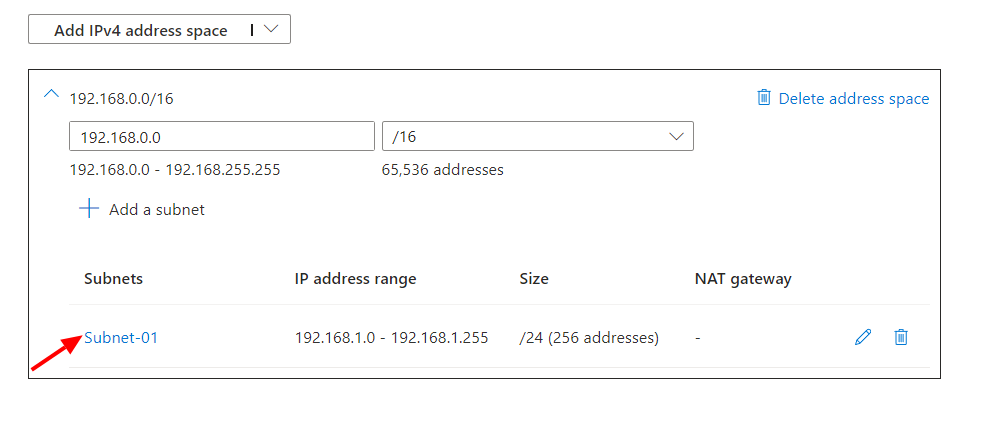 Add IPv4 address space
192.168.0.0/16 Delete address space
192.168.0.0 /16
192.168.0.0 - 192.168.255.255 65,536 addresses
Add a subnet
Subnets IP address range Size NAT gateway
Subnet-01 192.168.1.0 - 192.168.1.255 /24 (256 addresses) -